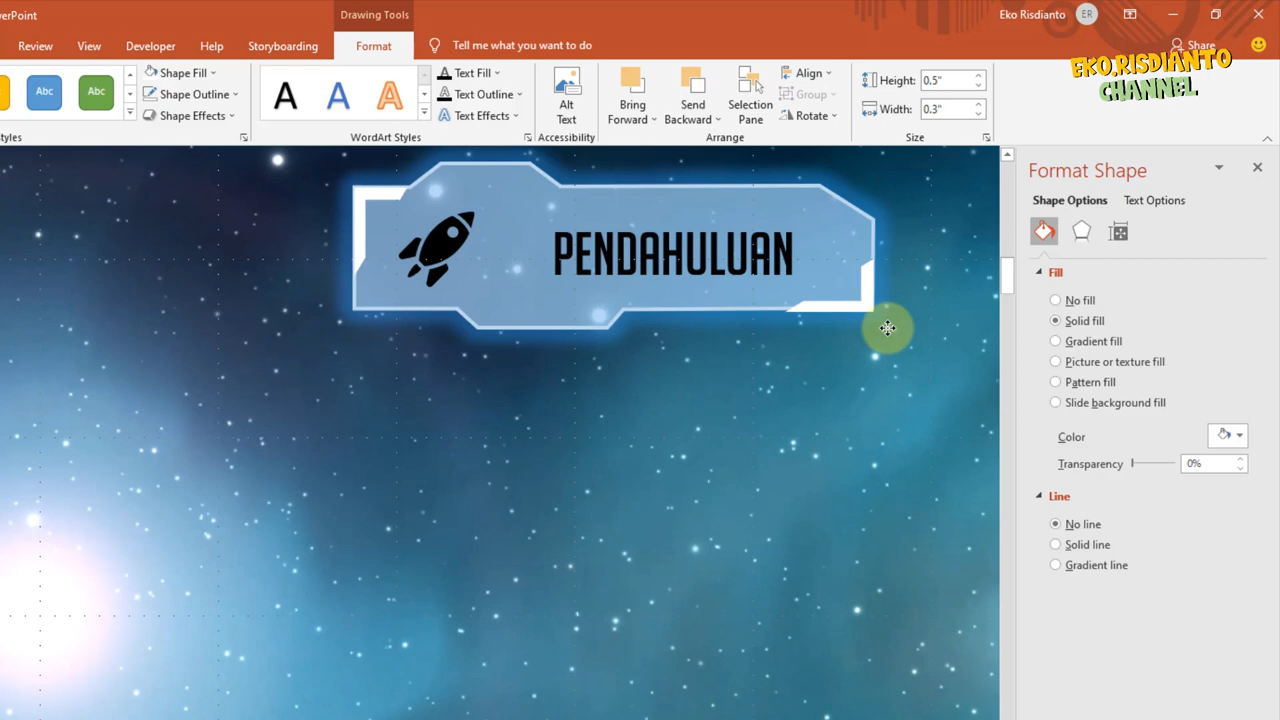 erPoint
Drawing Tools
Eko Risdianto
ER
Review
View
Developer
Help
Storyboarding
Format
Tell me what you want to do
Share
EKO.RISDIANTO
CHANNEL
Abc
Abc
Shape Fill
Shape Outline
Shape Effects
A
A
A
A Text Fill
A Text Outline
A Text Effects
Alt
Text
Bring
Forward
Send
Backward
Selection
Pane
Align
Group
Rotate
Height:
0.5"
Width:
0.3"
yles
WordArt Styles
Accessibility
Arrange
Size
PENDAHULUAN
Format Shape
Shape Options
Text Options
Fill
No fill
Solid fill
Gradient fill
Picture or texture fill
Pattern fill
Slide background fill
Color
Transparency
0%
Line
No line
Solid line
Gradient line